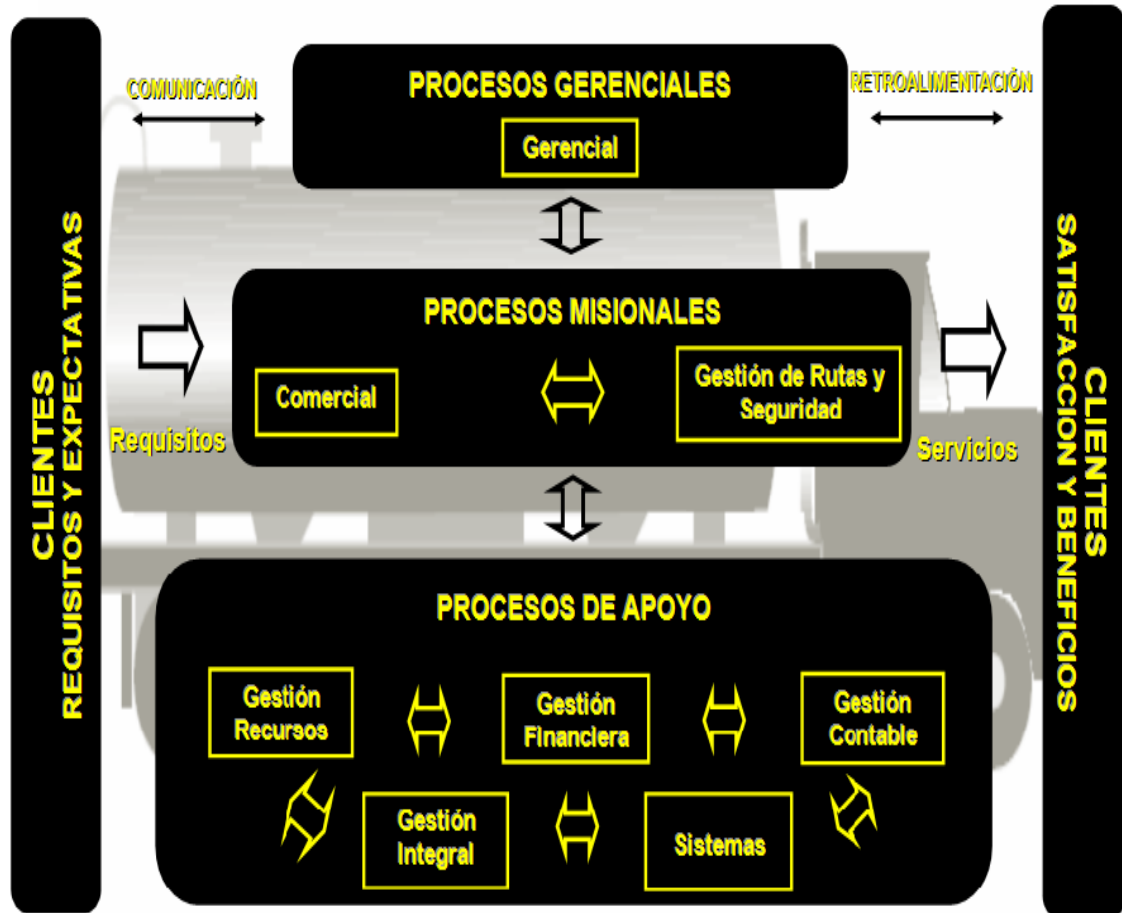 CLIENTES
REQUISITOS Y EXPECTATIVAS
COMUNICACIÓN
PROCESOS GERENCIALES
Gerencial
RETROALIMENTACIÓN
PROCESOS MISIONALES
Comercial
Gestión de Rutas y
Seguridad
Requisitos
Servicios
PROCESOS DE APOYO
Gestión
Recursos
Gestión
Financiera
Gestión
Contable
Gestión
Integral
Sistemas
CLIENTES
SATISFACCION Y BENEFICIOS